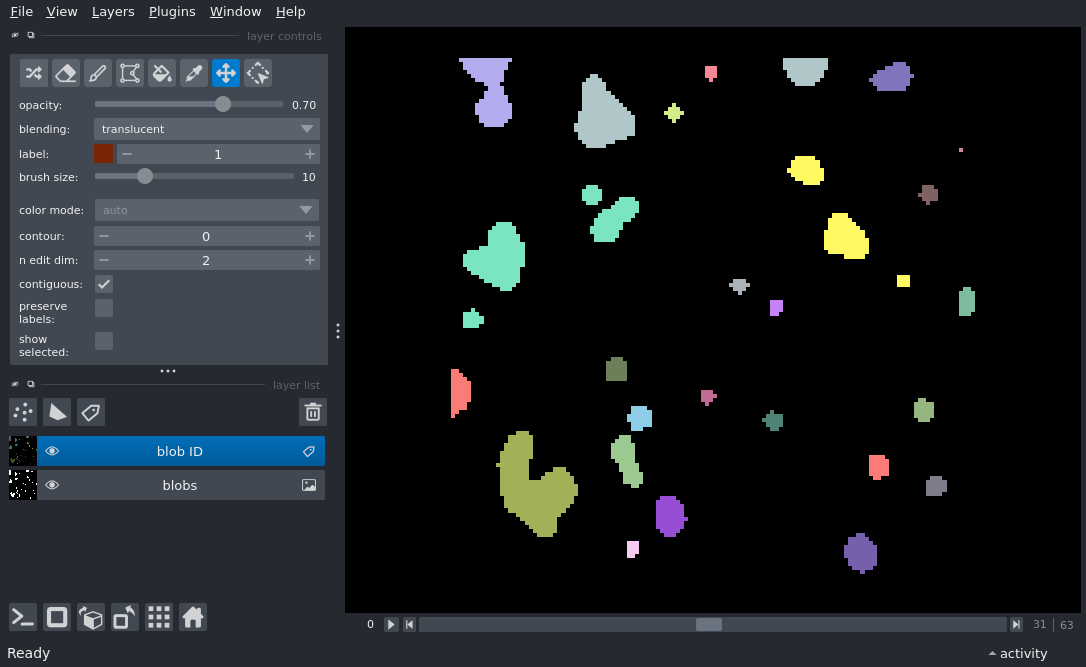 File View Layers Plugins Window Help
layer controls
opacity: 0.70
blending: translucent
label: 1
brush size: 10
color mode: auto
contour: 0
n edit dim: 2
contiguous:
preserve
labels:
show
selected:
layer list
blob ID
blobs
0 31 | 63
Ready activity